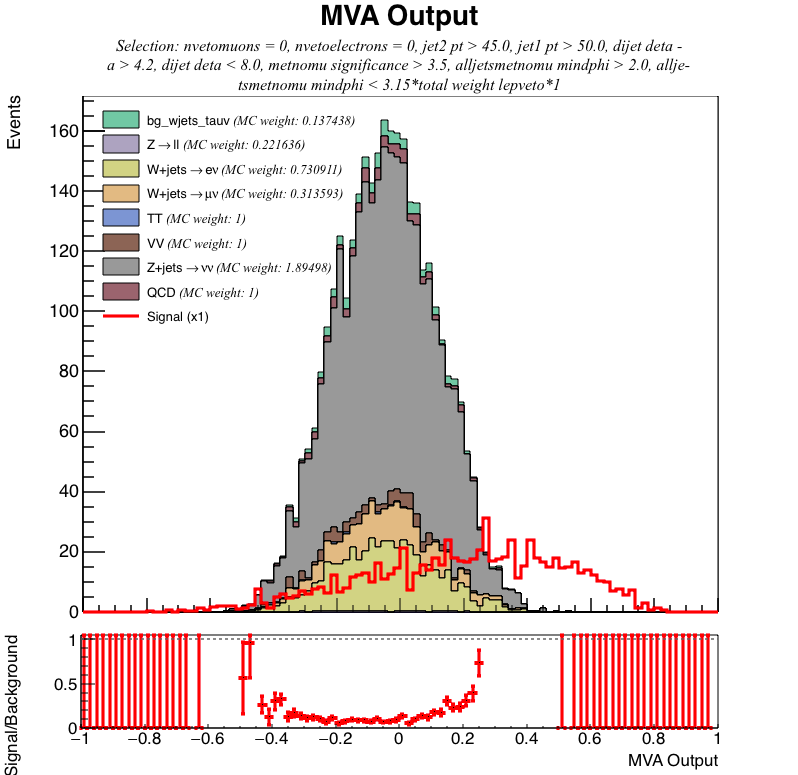 MVA Output
Selection: nvetomuons = 0, nvetoelectrons = 0, jet2 pt > 45.0, jet1 pt > 50.0, dijet deta -
a > 4.2, dijet deta < 8.0, metnomu significance > 3.5, alljetsmetnomu mindphi > 2.0, allje-
tsmetnomu mindphi < 3.15*total weight lepveto*1
Events
160
140
120
100
80
60
40
20
0
bg_wjets_tauν (MC weight: 0.137438)
Z → ll (MC weight: 0.221636)
W+jets → eν (MC weight: 0.730911)
W+jets → μν (MC weight: 0.313593)
TT (MC weight: 1)
VV (MC weight: 1)
Z+jets → νν (MC weight: 1.89498)
QCD (MC weight: 1)
Signal (x1)
Signal/Background
1
0.5
0
−1 −0.8 −0.6 −0.4 −0.2 0 0.2 0.4 0.6 0.8 1
MVA Output